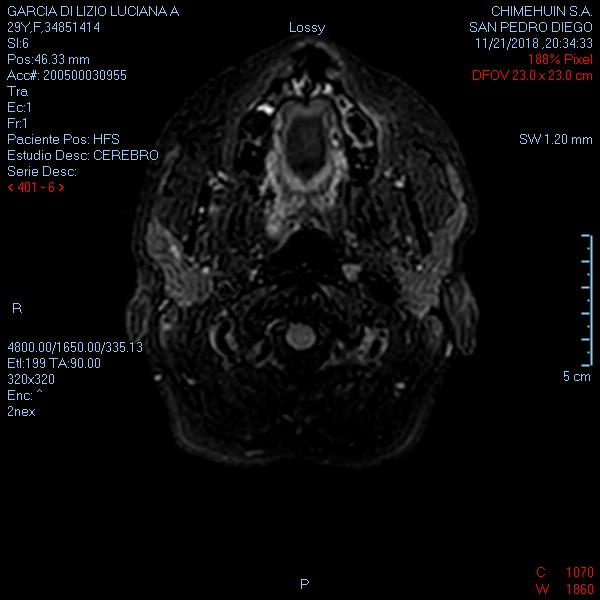 GARCIA DI LIZIO LUCIANA A
29Y,F,34851414
Sl:6
Pos:46.33 mm
Acc#: 200500030955
Tra
Ec:1
Fr:1
Paciente Pos: HFS
Estudio Desc: CEREBRO
Serie Desc:
< 401 - 6 >
Lossy
CHIMEHUIN S.A.
SAN PEDRO DIEGO
11/21/2018 ,20:34:33
188% Pixel
DFOV 23.0 x 23.0 cm
SW 1.20 mm
R
4800.00/1650.00/335.13
Etl:199 TA:90.00
320x320
Enc: ^
2nex
5 cm
P
C 1070
W 1860